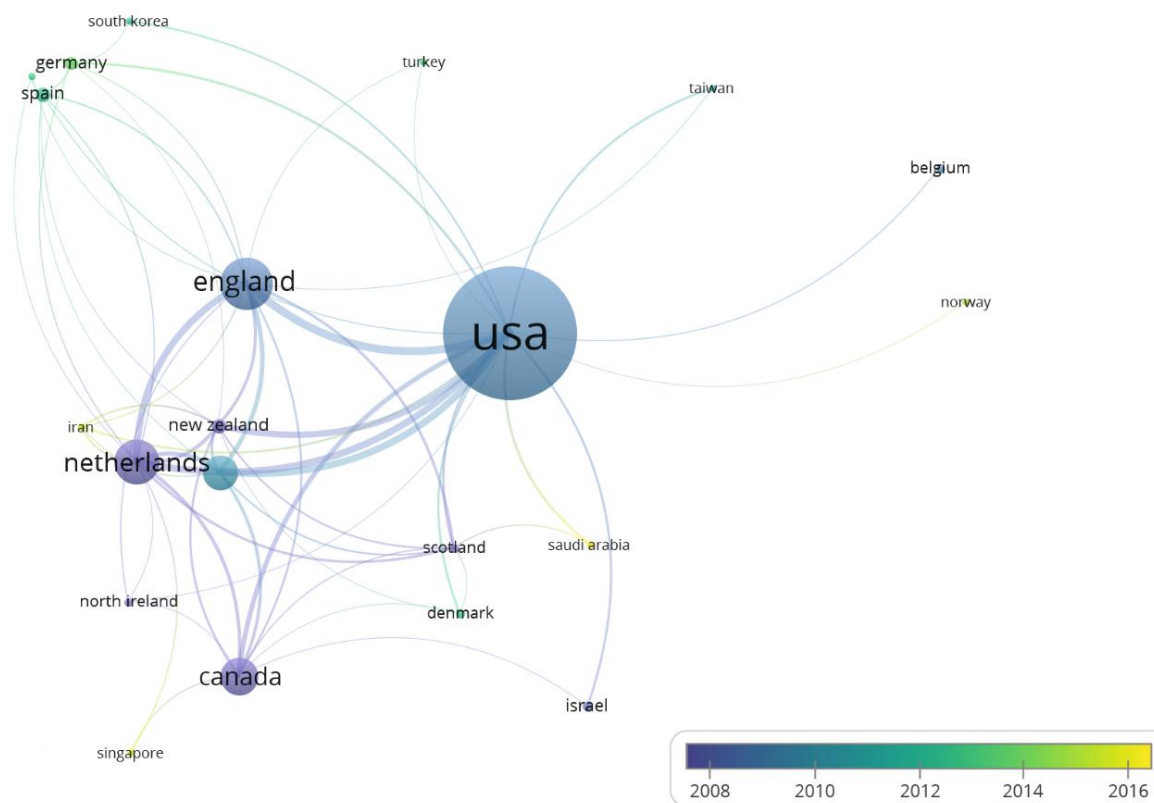 south korea
germany
turkey
spain
taiwan
belgium
england
norway
usa
iran
new zealand
netherlands
scotland
saudi arabia
north ireland
denmark
canada
israel
singapore
2008
2010
2012
2014
2016